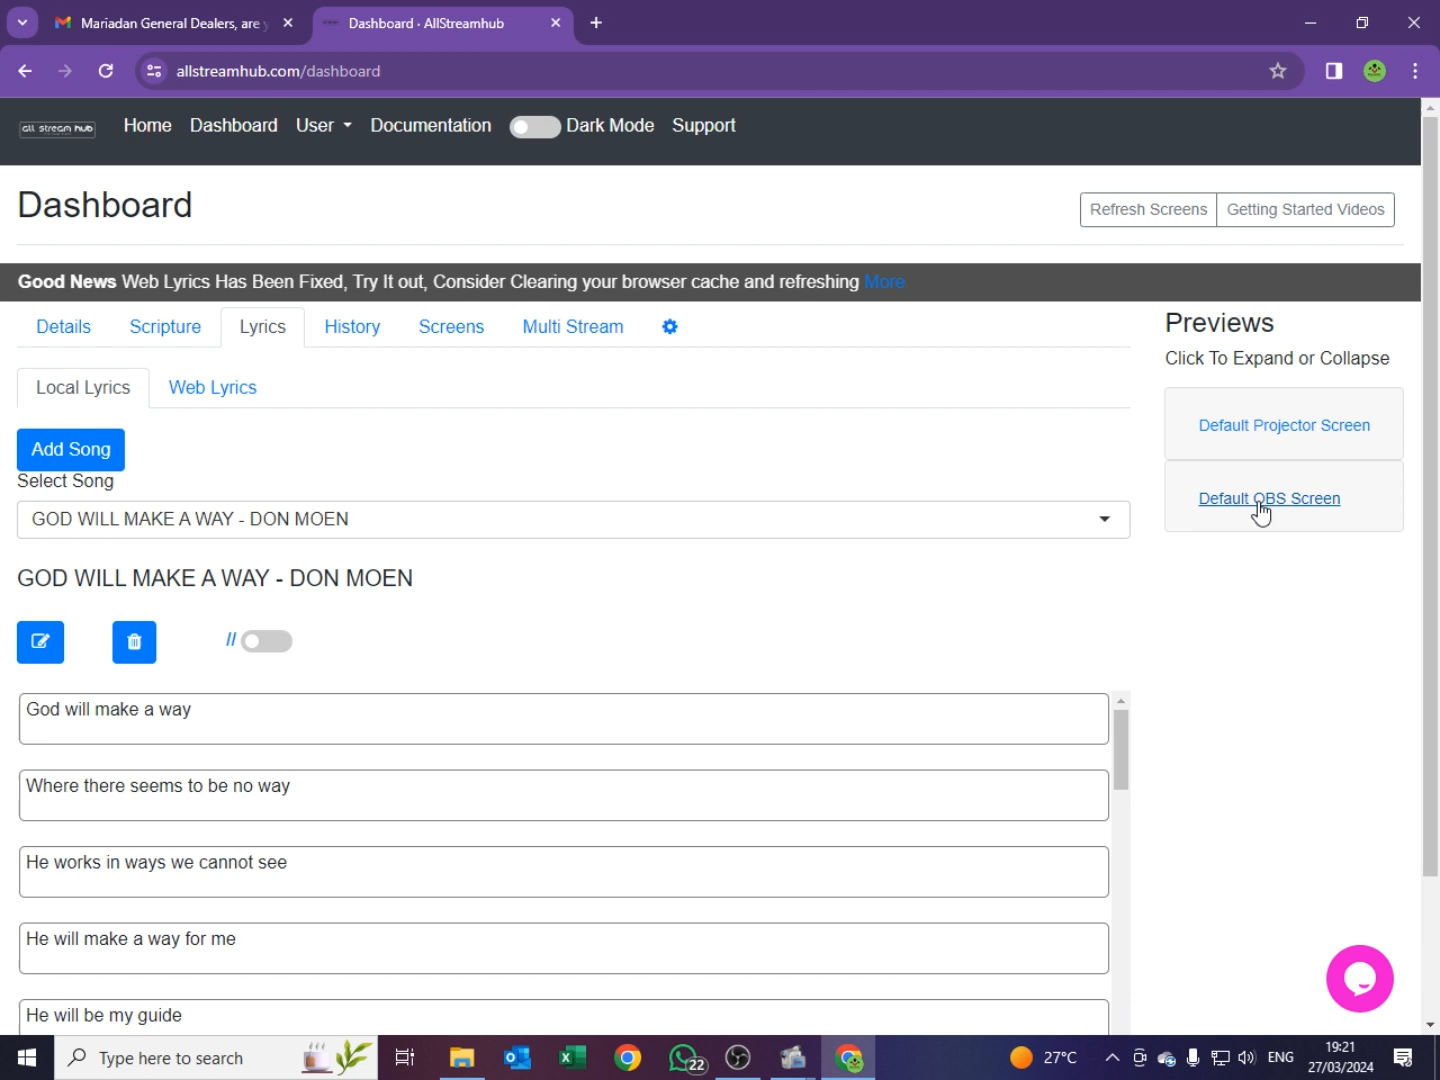 Mariadan General Dealers, are
Dashboard · AllStreamhub
allstreamhub.com/dashboard
all stream hub
Home Dashboard User Documentation Dark Mode Support
Dashboard
Refresh Screens Getting Started Videos
Good News Web Lyrics Has Been Fixed, Try It out, Consider Clearing your browser cache and refreshing More
Details Scripture Lyrics History Screens Multi Stream
Previews
Click To Expand or Collapse
Local Lyrics Web Lyrics
Default Projector Screen
Add Song
Select Song
Default OBS Screen
GOD WILL MAKE A WAY - DON MOEN
GOD WILL MAKE A WAY - DON MOEN
//
God will make a way
Where there seems to be no way
He works in ways we cannot see
He will make a way for me
He will be my guide
Type here to search
22
27°C
ENG
19:21
27/03/2024